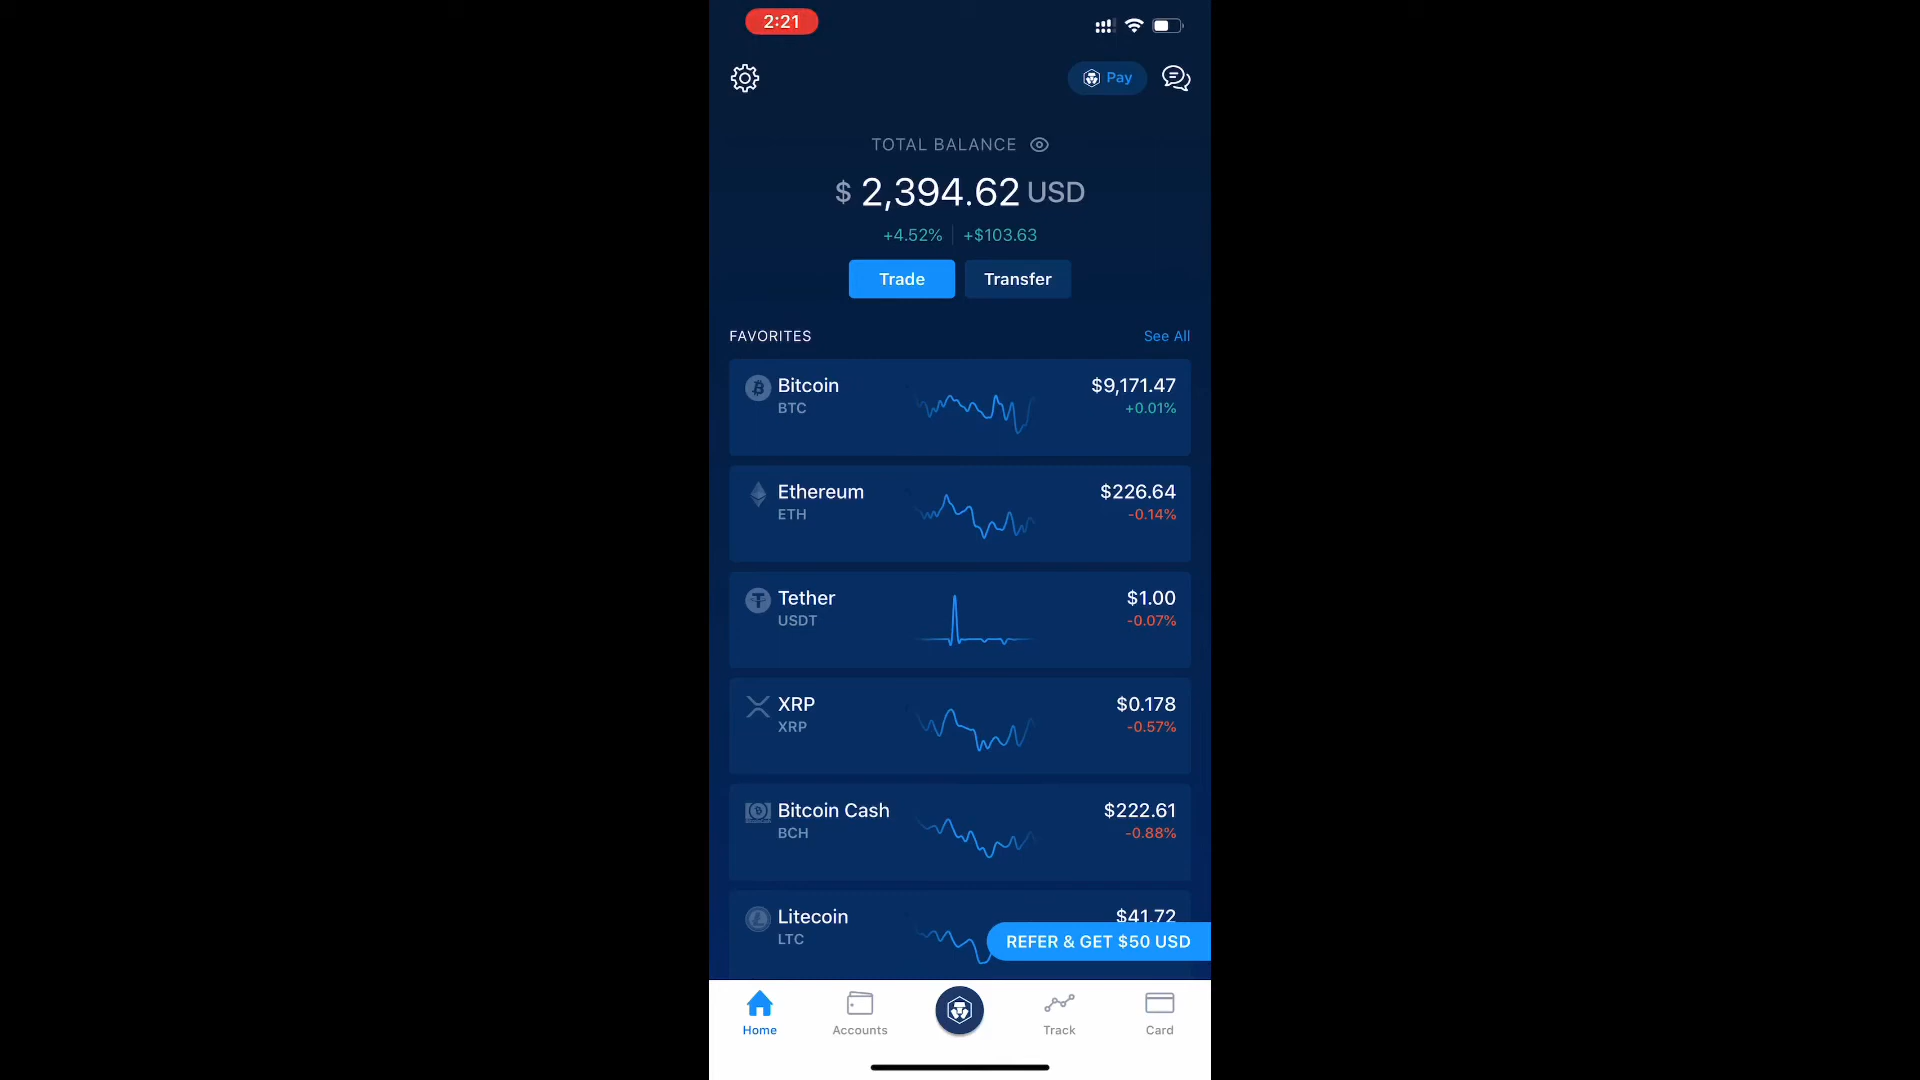 2:21
Pay
TOTAL BALANCE
$ 2,394.62 USD
+4.52% +$103.63
Trade Transfer
FAVORITES See All
Bitcoin $9,171.47
BTC +0.01%
Ethereum $226.64
ETH -0.14%
Tether $1.00
USDT -0.07%
XRP $0.178
XRP -0.57%
Bitcoin Cash $222.61
BCH -0.88%
Litecoin $41.72
LTC
REFER & GET $50 USD
Home Accounts Track Card